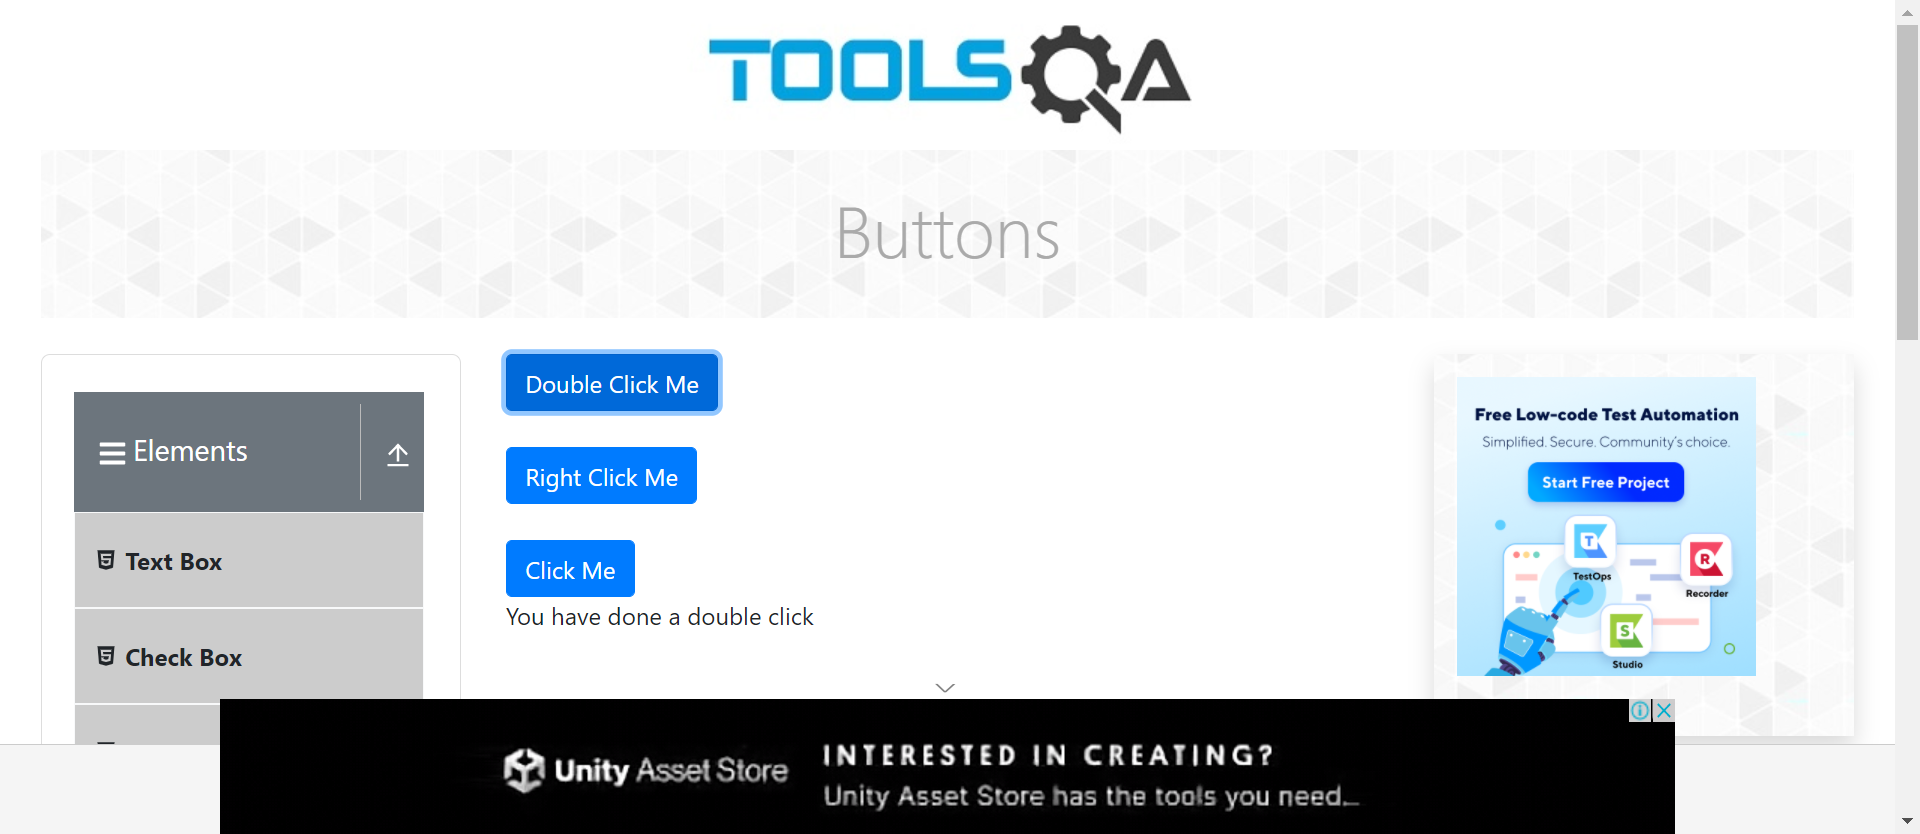 TOOLSQA
Buttons
Elements
Text Box
Check Box
Double Click Me
Right Click Me
Click Me
You have done a double click
Free Low-code Test Automation
Simplified. Secure. Community's choice.
Start Free Project
TestOps
Recorder
Studio
Unity Asset Store
INTERESTED IN CREATING?
Unity Asset Store has the tools you need...